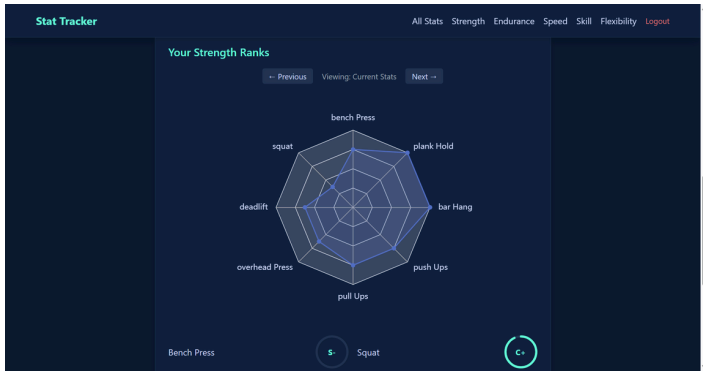 Stat Tracker
All Stats Strength Endurance Speed Skill Flexibility Logout
Your Strength Ranks
← Previous Viewing: Current Stats Next →
bench Press
squat plank Hold
deadlift bar Hang
overhead Press push Ups
pull Ups
Bench Press S- Squat C+